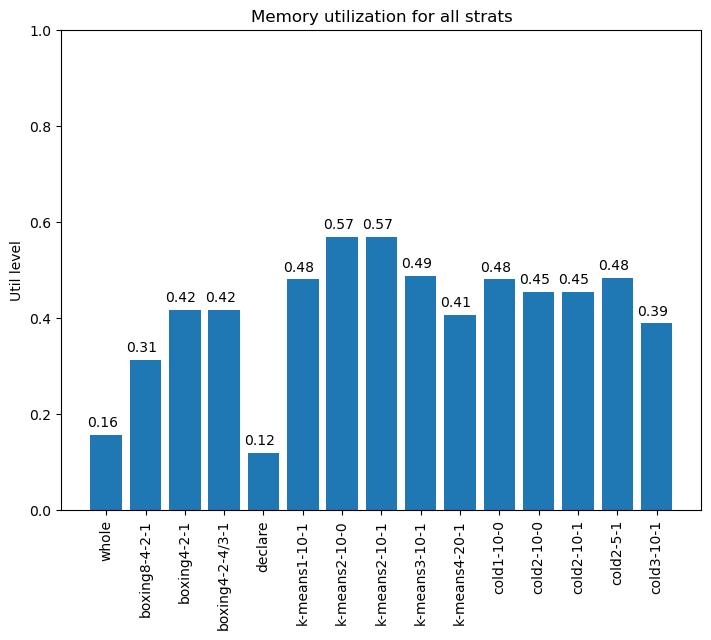 Memory utilization for all strats
Util level
1.0
0.8
0.6
0.4
0.2
0.0
0.16
0.31
0.42
0.42
0.12
0.48
0.57
0.57
0.49
0.41
0.48
0.45
0.45
0.48
0.39
whole
boxing8-4-2-1
boxing4-2-1
boxing4-2-4/3-1
declare
k-means1-10-1
k-means2-10-0
k-means2-10-1
k-means3-10-1
k-means4-20-1
cold1-10-0
cold2-10-0
cold2-10-1
cold2-5-1
cold3-10-1